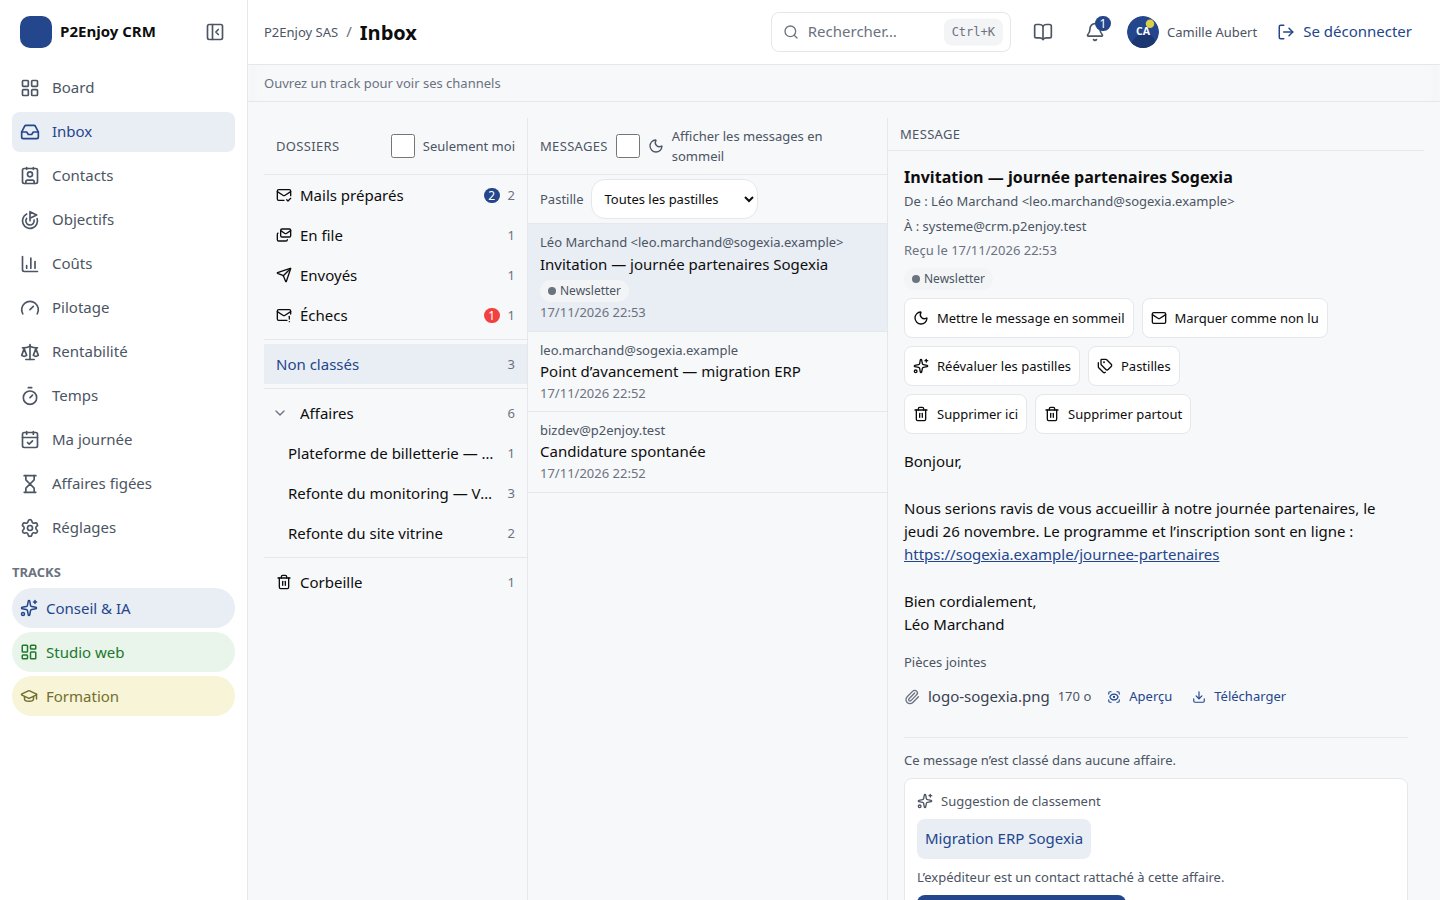 P2Enjoy CRM
Board
Inbox
Contacts
Objectifs
Coûts
Pilotage
Rentabilité
Temps
Ma journée
Affaires figées
Réglages
TRACKS
Conseil & IA
Studio web
Formation
P2Enjoy SAS / Inbox
Rechercher... Ctrl+K
1
CA Camille Aubert
Se déconnecter
Ouvrez un track pour voir ses channels
DOSSIERS Seulement moi
Mails préparés 2 2
En file 1
Envoyés 1
Échecs 1 1
Non classés 3
Affaires 6
Plateforme de billetterie — ... 1
Refonte du monitoring — V... 3
Refonte du site vitrine 2
Corbeille 1
MESSAGES Afficher les messages en
sommeil
Pastille Toutes les pastilles
Léo Marchand <leo.marchand@sogexia.example>
Invitation — journée partenaires Sogexia
Newsletter
17/11/2026 22:53
leo.marchand@sogexia.example
Point d’avancement — migration ERP
17/11/2026 22:52
bizdev@p2enjoy.test
Candidature spontanée
17/11/2026 22:52
MESSAGE
Invitation — journée partenaires Sogexia
De : Léo Marchand <leo.marchand@sogexia.example>
À : systeme@crm.p2enjoy.test
Reçu le 17/11/2026 22:53
Newsletter
Mettre le message en sommeil Marquer comme non lu
Réévaluer les pastilles Pastilles
Supprimer ici Supprimer partout
Bonjour,
Nous serions ravis de vous accueillir à notre journée partenaires, le
jeudi 26 novembre. Le programme et l’inscription sont en ligne :
https://sogexia.example/journee-partenaires
Bien cordialement,
Léo Marchand
Pièces jointes
logo-sogexia.png 170 o Aperçu Télécharger
Ce message n’est classé dans aucune affaire.
Suggestion de classement
Migration ERP Sogexia
L’expéditeur est un contact rattaché à cette affaire.